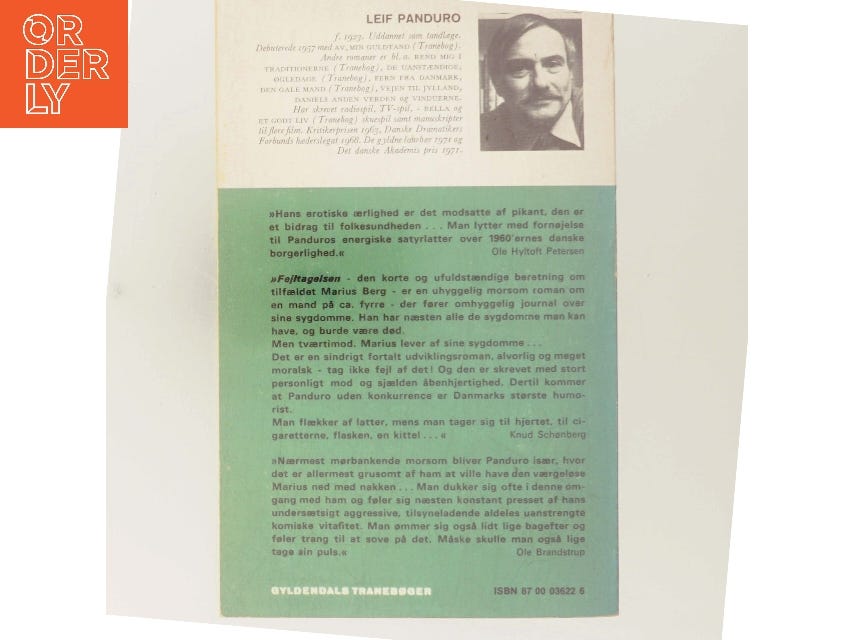 OR
DER
LY
LEIF PANDURO
f. 1923. Uddannet som tandlæge.
Debuterede 1957 med AV, MIN GULDTAND (Tranebog).
Andre romaner er bl. a. REND MIG I
TRADITIONERNE (Tranebog), DE UANSTÆNDIGE,
ØGLEDAGE (Tranebog), FERN FRA DANMARK,
DEN GALE MAND (Tranebog), VEJEN TIL JYLLAND,
DANIELS ANDEN VERDEN og VINDUERNE.
Har skrevet radiospil, TV-spil, - BELLA og
ET GODT LIV (Tranebog) skuespil samt manuskripter
til flere film. Kritikerprisen 1963, Danske Dramatikers
Forbunds hæderslegat 1968. De gyldne laurbær 1971 og
Det danske Akademis pris 1971.
»Hans erotiske ærlighed er det modsatte af pikant, den er
et bidrag til folkesundheden . . . Man lytter med fornøjelse
til Panduros energiske satyrlatter over 1960'ernes danske
borgerlighed.« Ole Hyltoft Petersen
»Fejltagelsen - den korte og ufuldstændige beretning om
tilfældet Marius Berg - er en uhyggelig morsom roman om
en mand på ca. fyrre - der fører omhyggelig journal over
sine sygdomme. Han har næsten alle de sygdomme man kan
have, og burde være død.
Men tværtimod. Marius lever af sine sygdomme . . .
Det er en sindrigt fortalt udviklingsroman, alvorlig og meget
moralsk - tag ikke fejl af det! Og den er skrevet med stort
personligt mod og sjælden åbenhjertighed. Dertil kommer
at Panduro uden konkurrence er Danmarks største humo-
rist.
Man flækker af latter, mens man tager sig til hjertet, til ci-
garetterne, flasken, en kittel . . . « Knud Schønberg
»Nærmest mørbankende morsom bliver Panduro især, hvor
det er allermest grusomt af ham at ville have den værgeløse
Marius ned med nakken . . . Man dukker sig ofte i denne om-
gang med ham og føler sig næsten konstant presset af hans
undersætsigt aggressive, tilsyneladende aldeles uanstrengte
komiske vitafitet. Man ømmer sig også lidt lige bagefter og
føler trang til at sove på det. Måske skulle man også lige
tage sin puls.« Ole Brandstrup
GYLDENDALS TRANEBØGER ISBN 87 00 03622 6